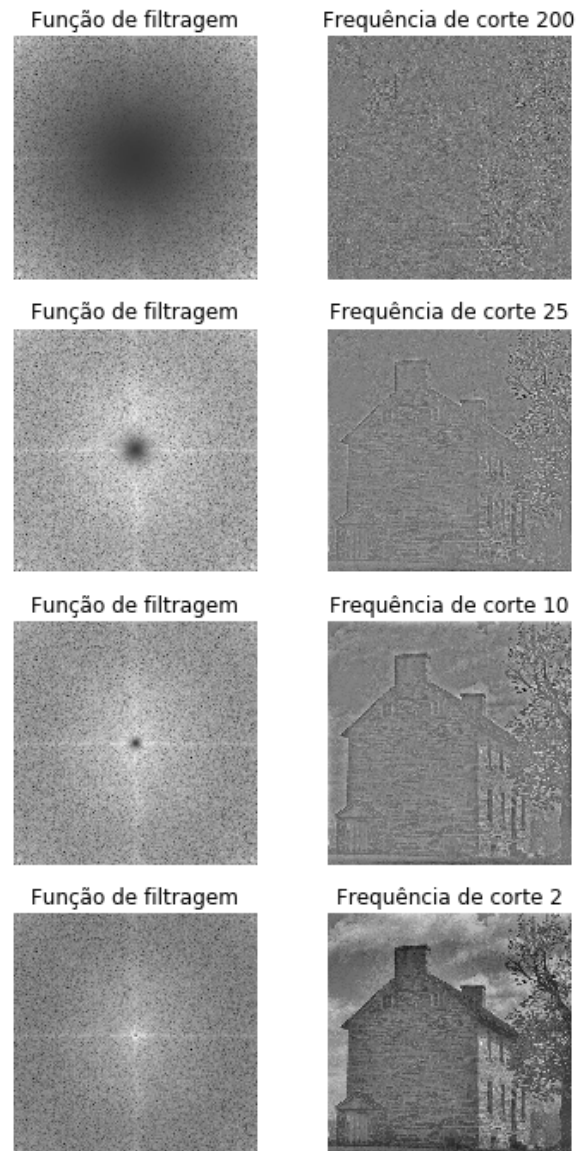 Função de filtragem
Frequência de corte 200
Função de filtragem
Frequência de corte 25
Função de filtragem
Frequência de corte 10
Função de filtragem
Frequência de corte 2